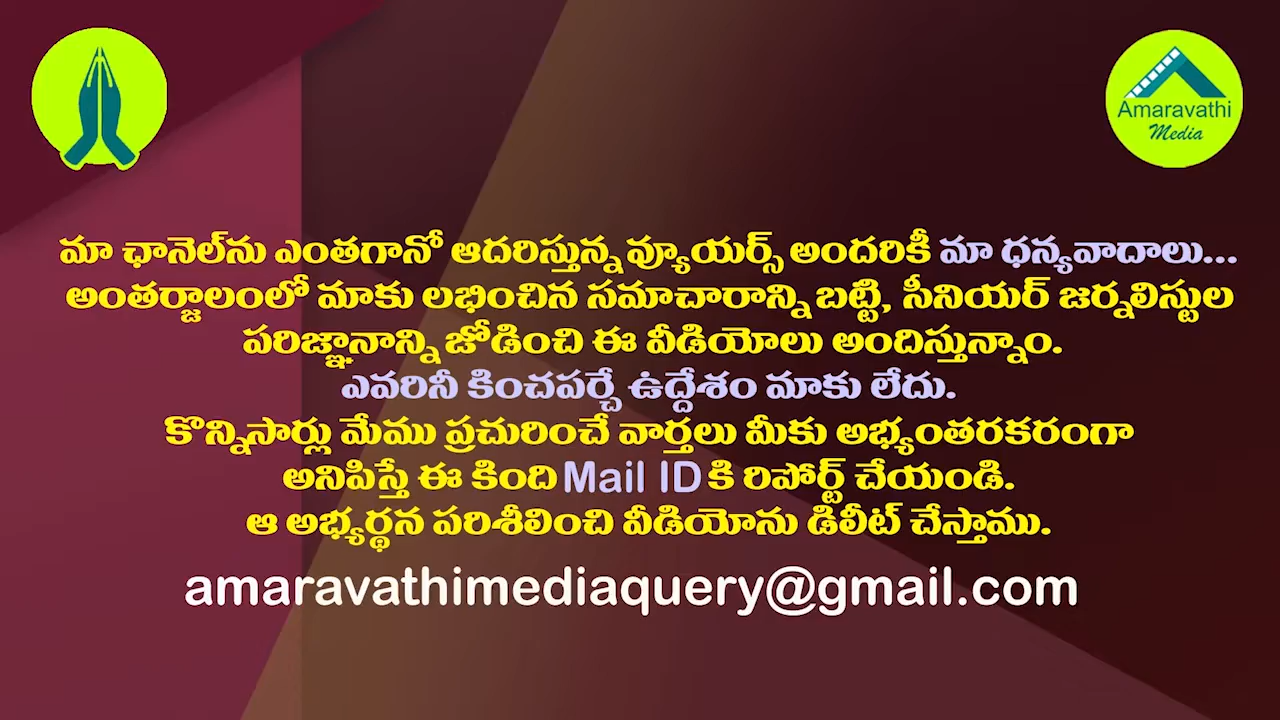 Amaravathi
Media
మా ఛానెల్‌ను ఎంతగానో ఆదరిస్తున్న వ్యూయర్స్ అందరికీ మా ధన్యవాదాలు...
అంతర్జాలంలో మాకు లభించిన సమాచారాన్ని బట్టి, సీనియర్ జర్నలిస్టుల
పరిజ్ఞానాన్ని జోడించి ఈ వీడియోలు అందిస్తున్నాం.
ఎవరినీ కించపర్చే ఉద్దేశం మాకు లేదు.
కొన్నిసార్లు మేము ప్రచురించే వార్తలు మీకు అభ్యంతరకరంగా
అనిపిస్తే ఈ కింది Mail ID కి రిపోర్ట్ చేయండి.
ఆ అభ్యర్థన పరిశీలించి వీడియోను డిలీట్ చేస్తాము.
amaravathimediaquery@gmail.com